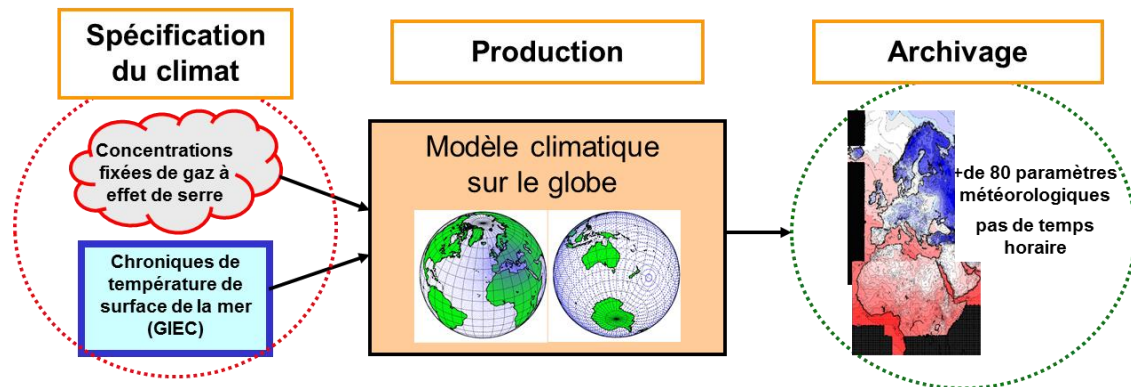 Spécification
du climat
Production
Archivage
Concentrations
fixées de gaz à
effet de serre
Chroniques de
température de
surface de la mer
(GIEC)
Modèle climatique
sur le globe
+de 80 paramètres
météorologiques
pas de temps
horaire